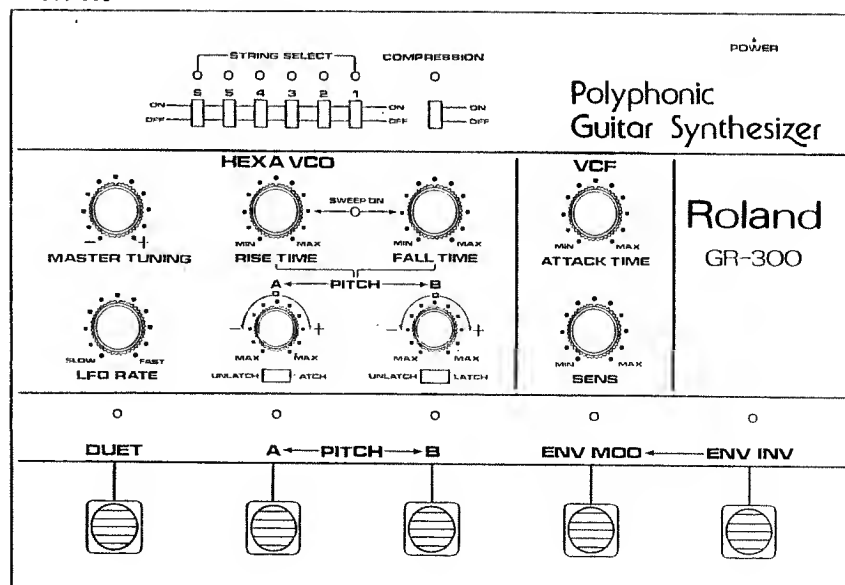 POWER
STRING SELECT COMPRESSION
6 5 4 3 2 1
ON ON ON
OFF OFF OFF
Polyphonic
Guitar Synthesizer
HEXA VCO
VCF
SWEEP ON
- + MIN MAX MIN MAX MIN MAX
MASTER TUNING RISE TIME FALL TIME ATTACK TIME
Roland
GR-300
A PITCH B
- + - +
SLOW FAST MAX MAX MAX MAX MIN MAX
LFO RATE UNLATCH ATCH UNLATCH LATCH SENS
DUET A PITCH B ENV MOD ENV INV